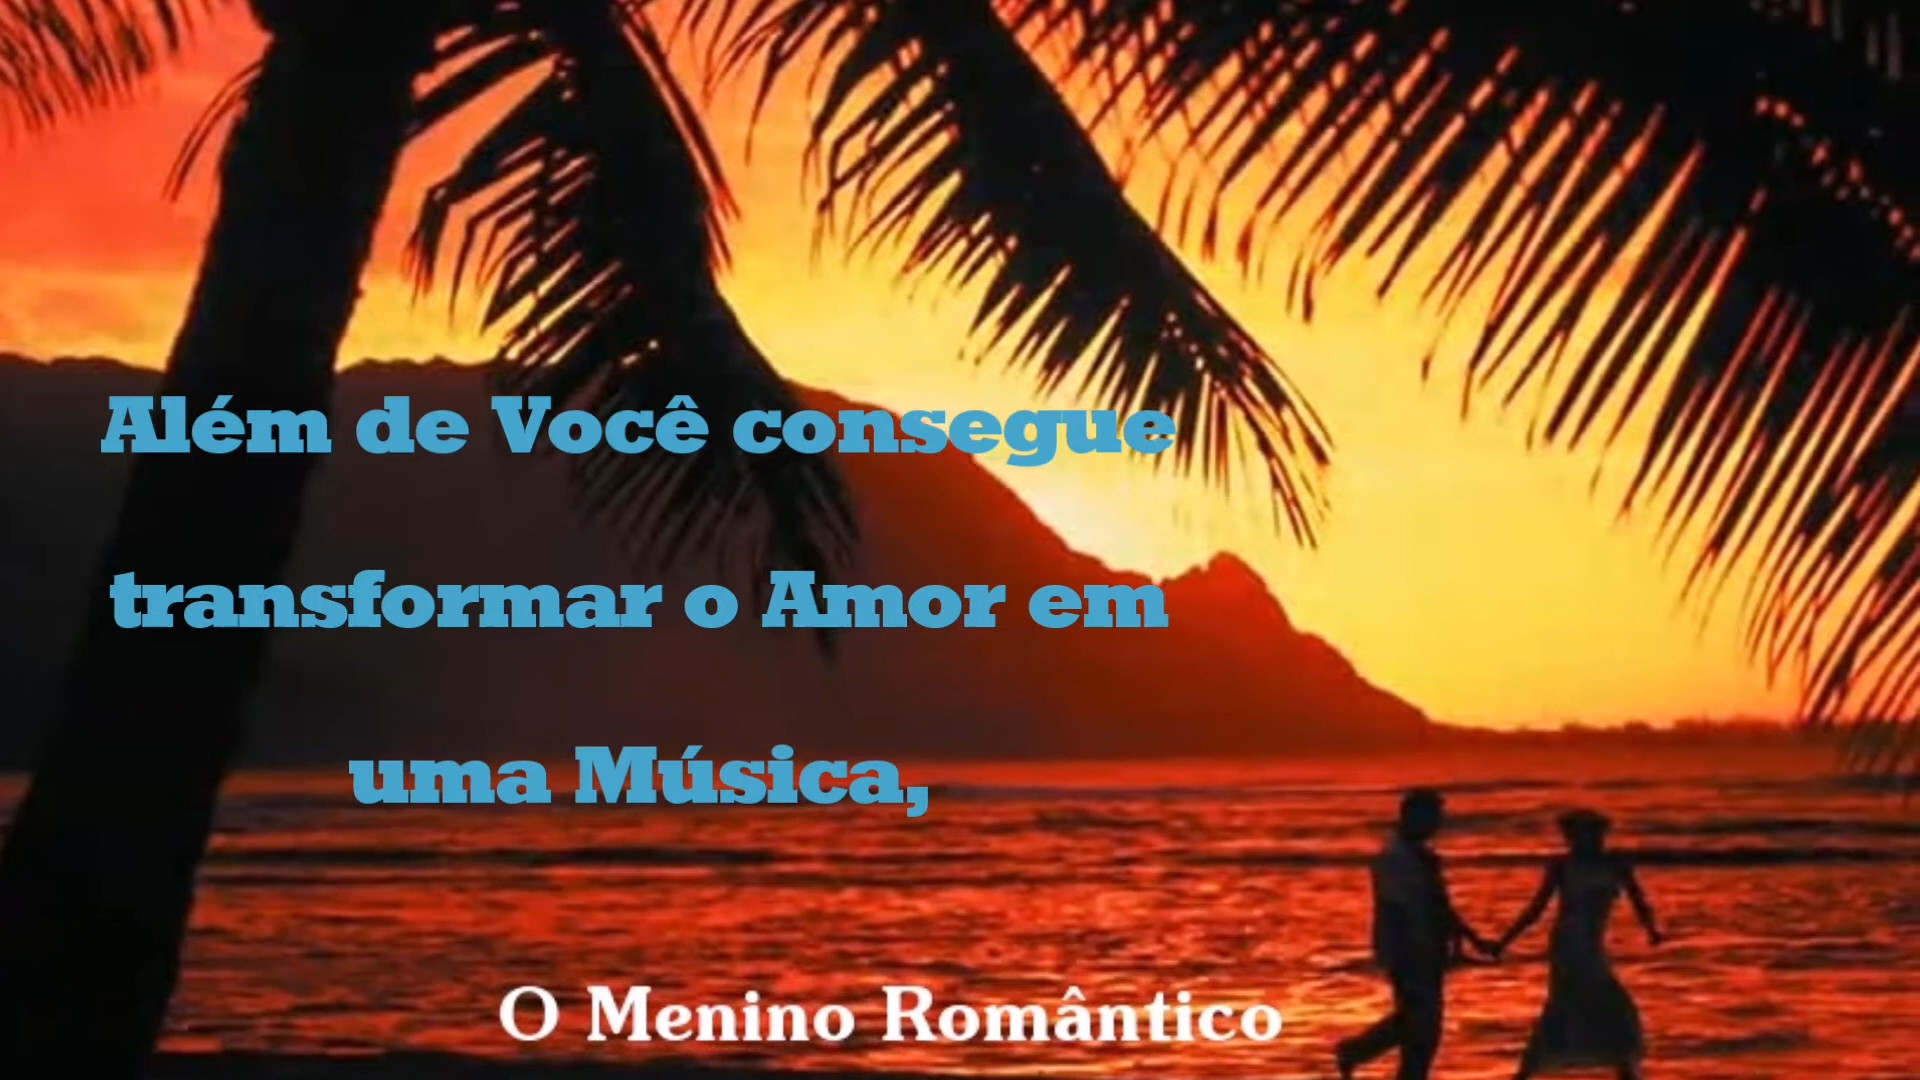 Além de Você consegue
transformar o Amor em
uma Música,
O Menino Romântico